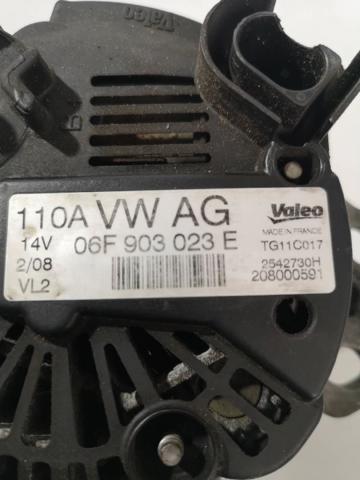 Valeo
110A VW AG Valeo
14V 06F 903 023 E MADE IN FRANCE
TG11C017
2/08 2542730H
VL2 208000591